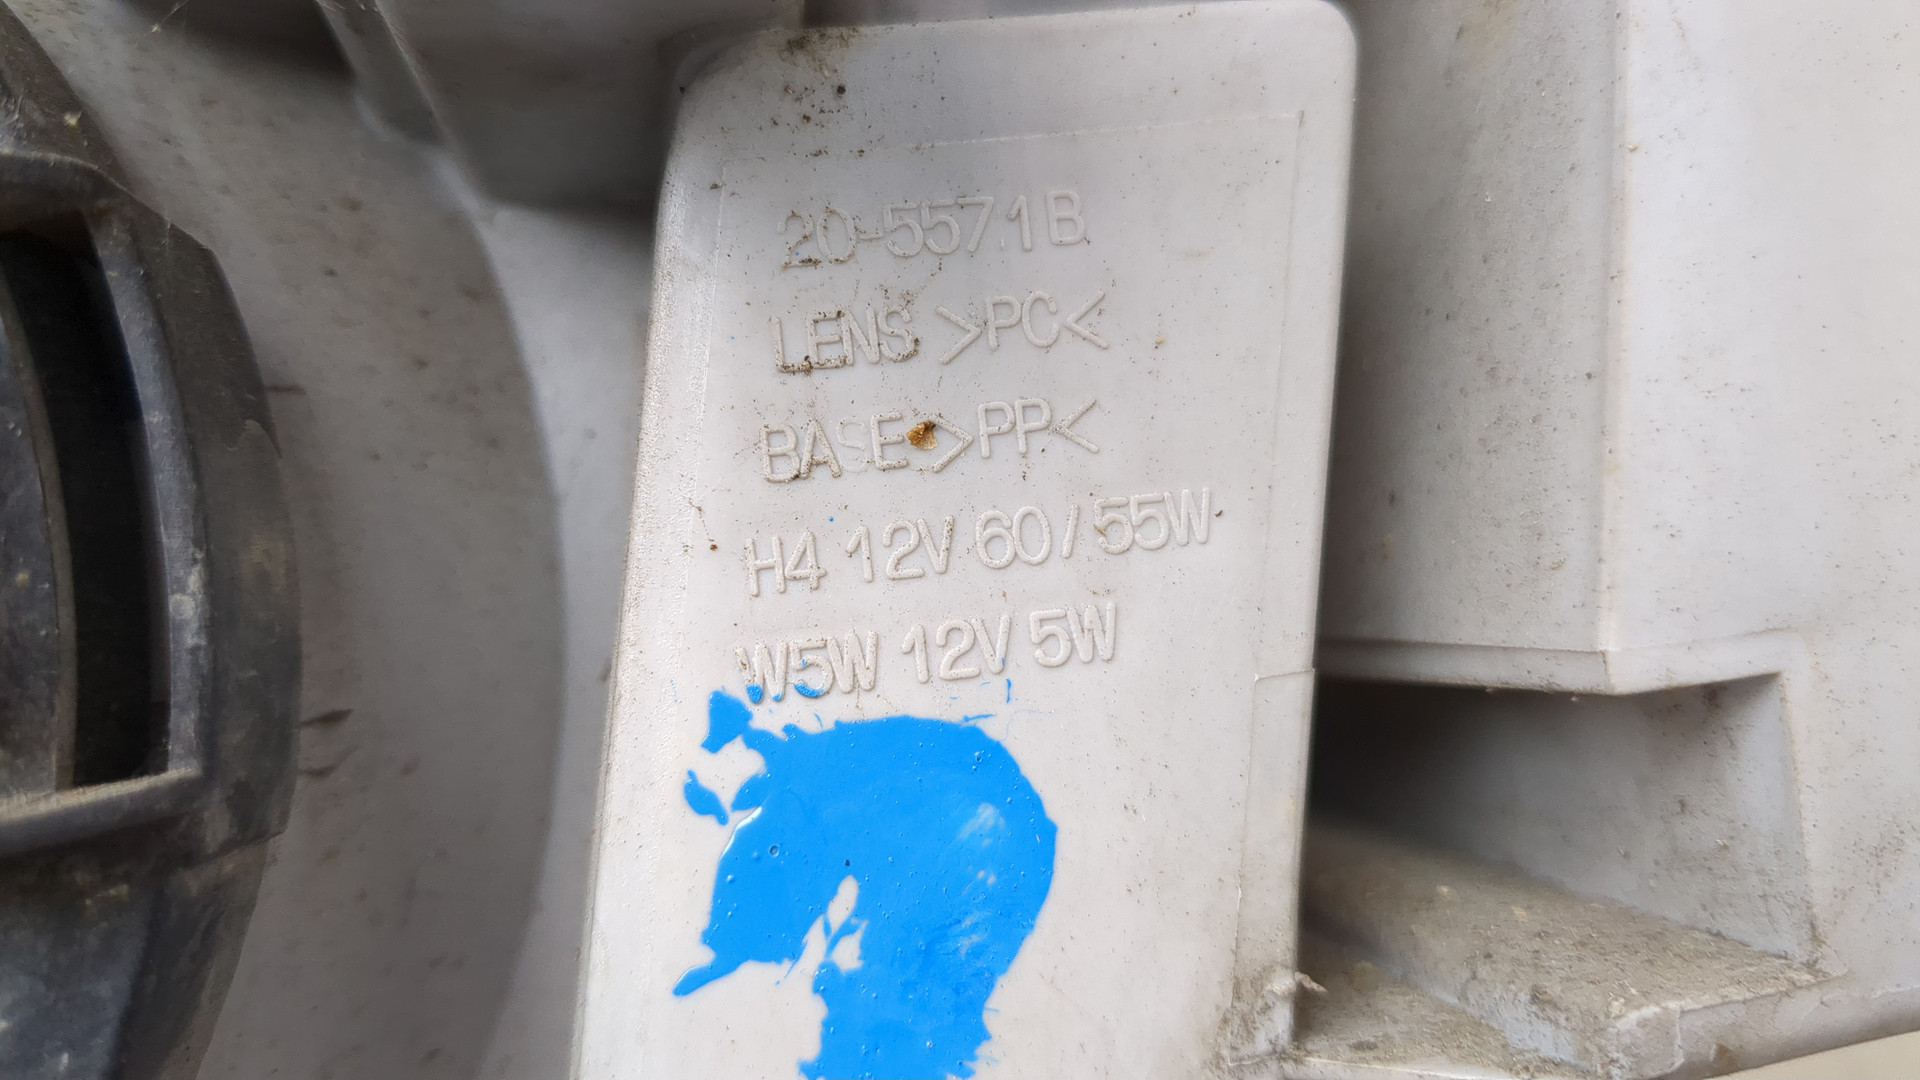 20-5571B
LENS >PC<
BASE >PP<
H4 12V 60/55W
W5W 12V 5W